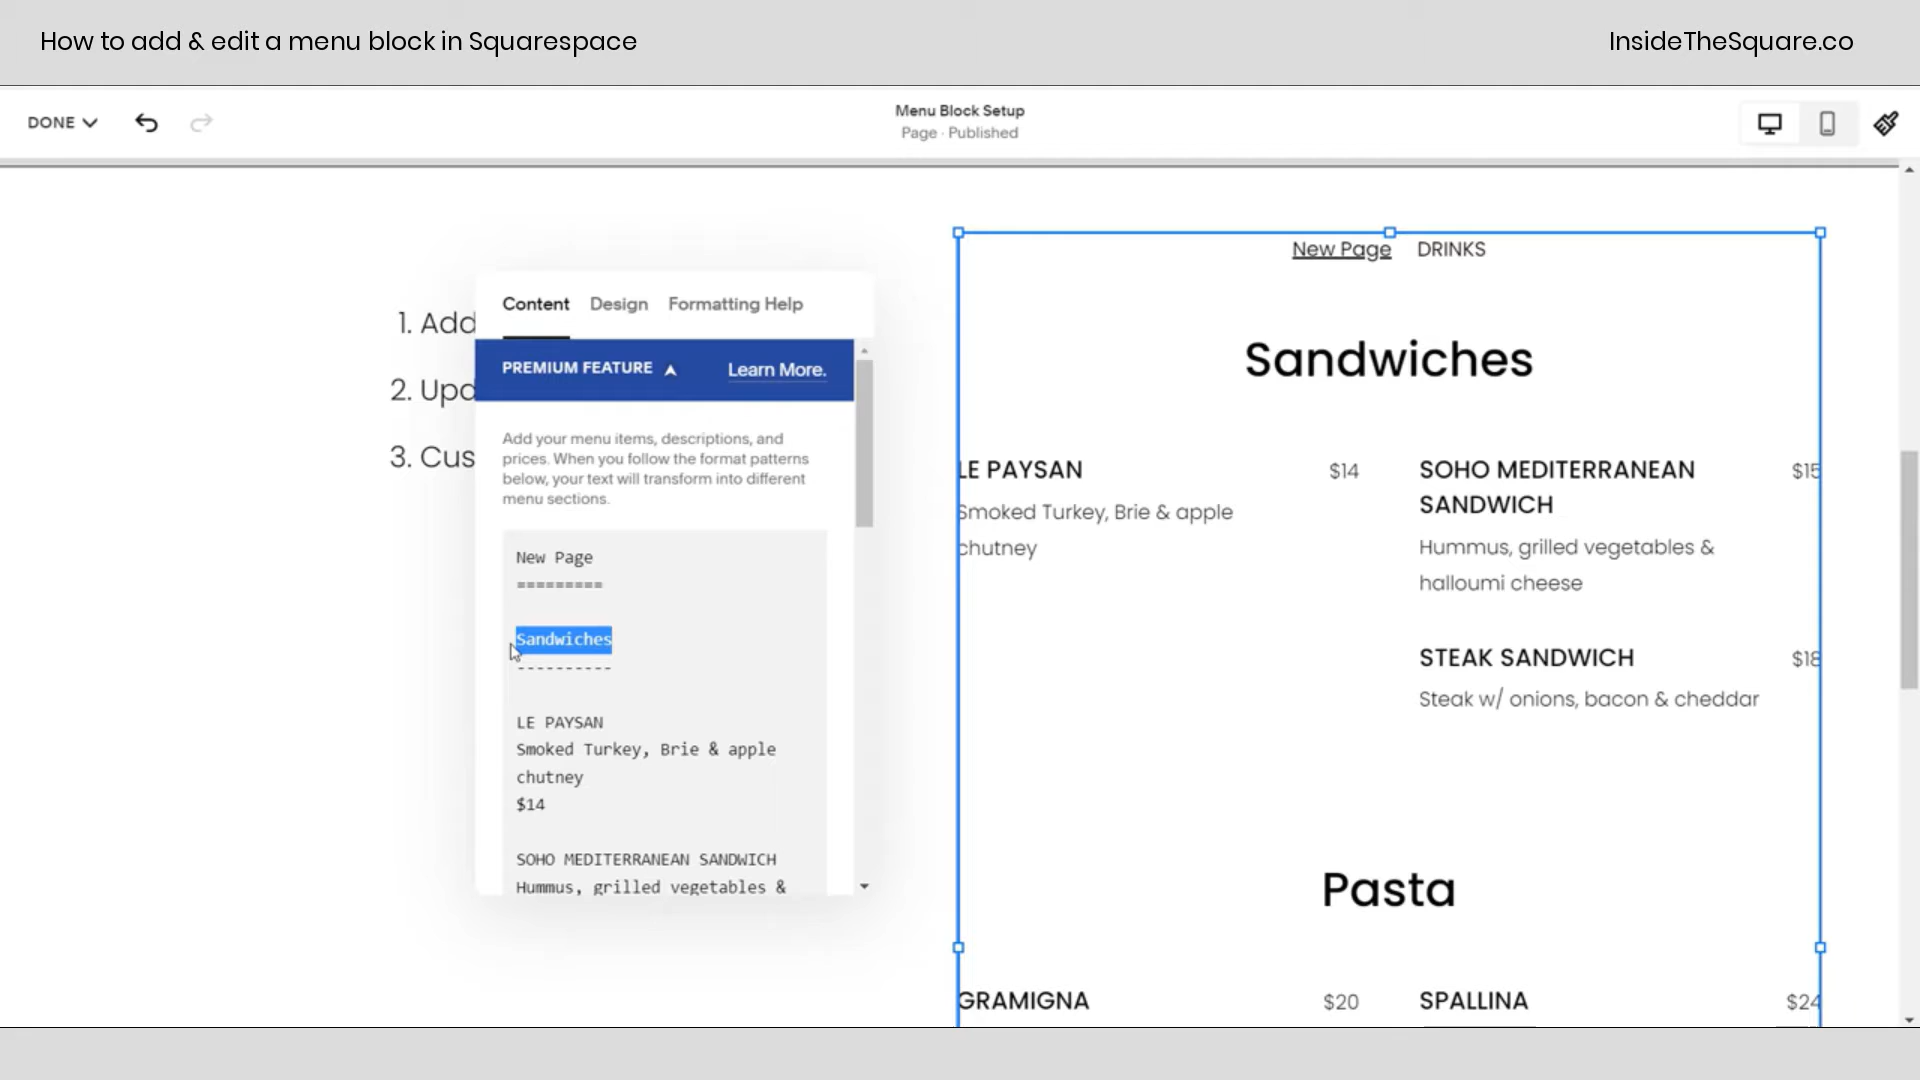 How to add & edit a menu block in Squarespace
InsideTheSquare.co
DONE
Menu Block Setup
Page · Published
1. Add
2. Upd
3. Cus
Content Design Formatting Help
PREMIUM FEATURE Learn More.
Add your menu items, descriptions, and
prices. When you follow the format patterns
below, your text will transform into different
menu sections.
New Page
=========
Sandwiches
----------
LE PAYSAN
Smoked Turkey, Brie & apple
chutney
$14
SOHO MEDITERRANEAN SANDWICH
Hummus, grilled vegetables &
New Page DRINKS
Sandwiches
LE PAYSAN $14
Smoked Turkey, Brie & apple
chutney
SOHO MEDITERRANEAN $15
SANDWICH
Hummus, grilled vegetables &
halloumi cheese
STEAK SANDWICH $18
Steak w/ onions, bacon & cheddar
Pasta
GRAMIGNA $20
SPALLINA $24